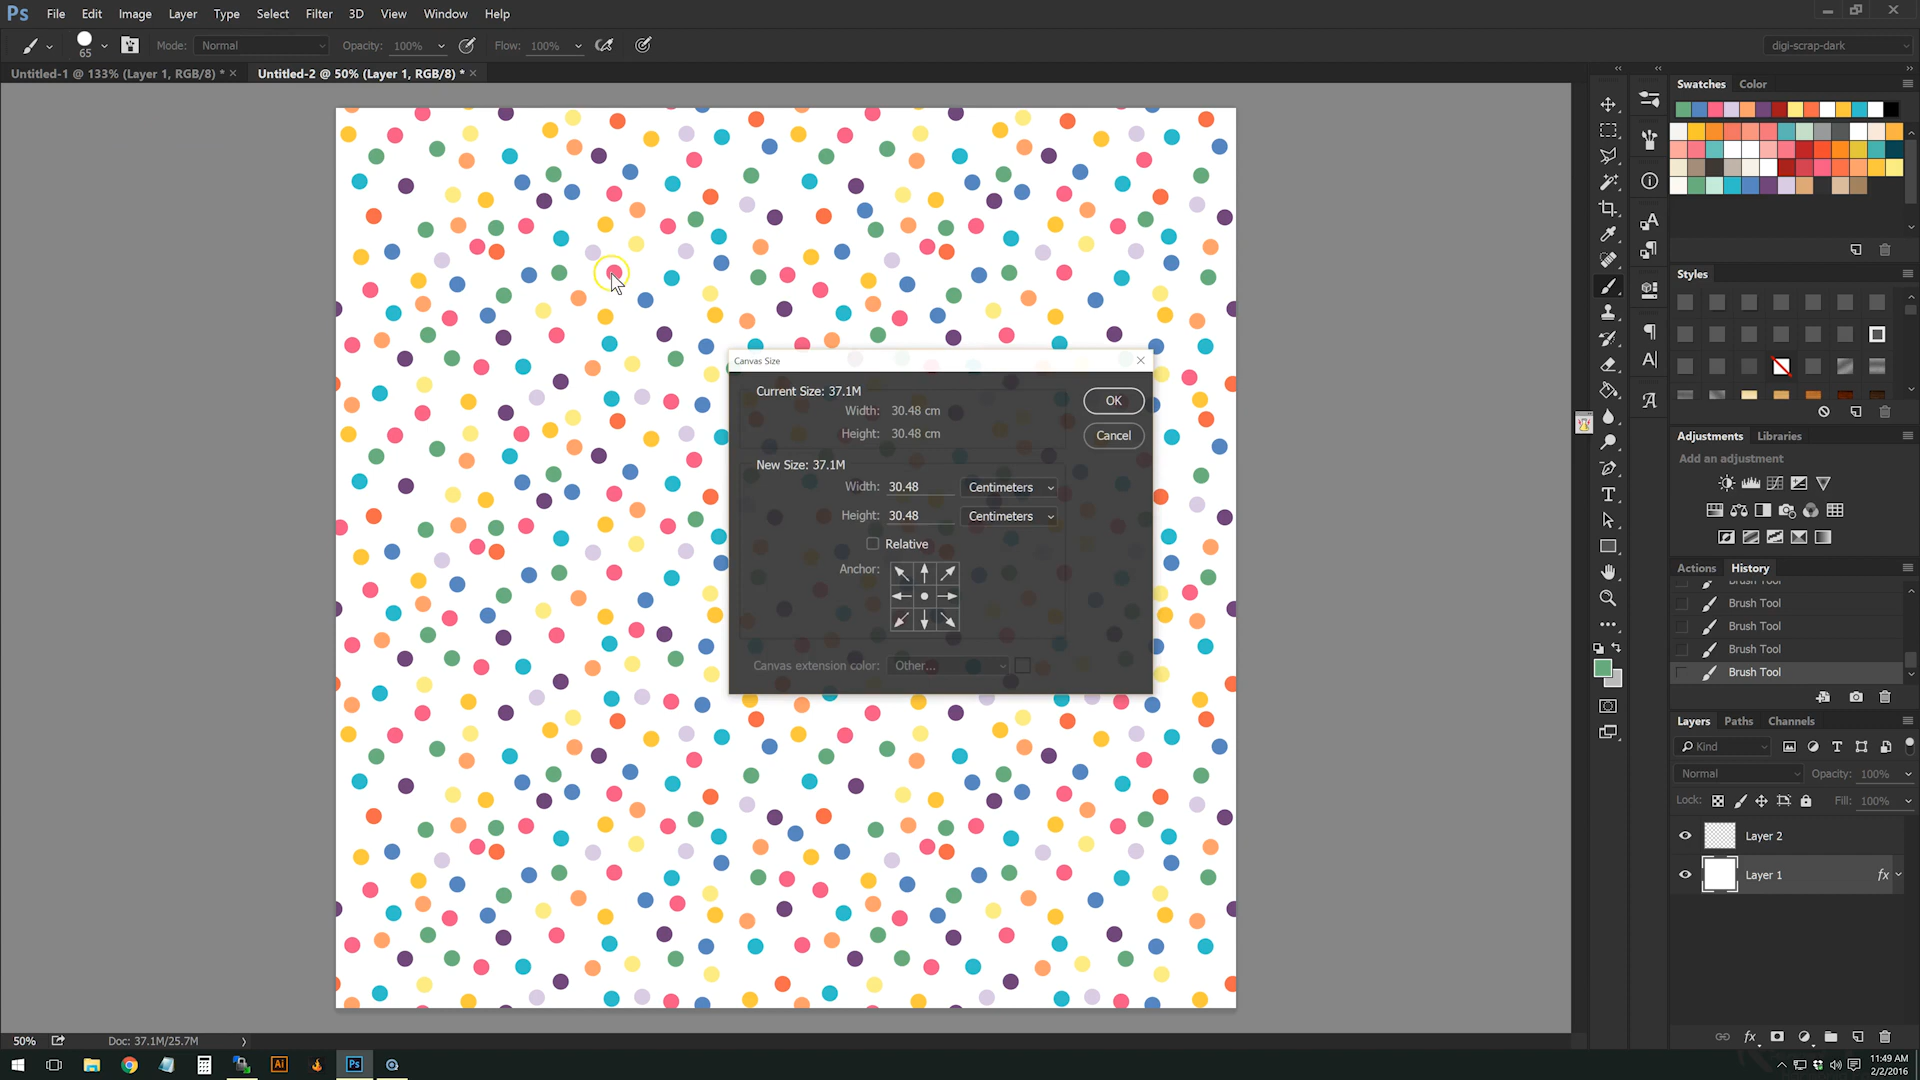 Ps File Edit Image Layer Type Select Filter 3D View Window Help
65 Mode: Normal Opacity: 100% Flow: 100% digi-scrap-dark
Untitled-1 @ 133% (Layer 1, RGB/8) * × Untitled-2 @ 50% (Layer 1, RGB/8) * ×
Swatches Color
Styles
Canvas Size
Current Size: 37.1M
Width: 30.48 cm
Height: 30.48 cm
New Size: 37.1M
Width: 30.48 Centimeters
Height: 30.48 Centimeters
Relative
Anchor:
Canvas extension color: Other...
OK
Cancel
Adjustments Libraries
Add an adjustment
Actions History
Brush Tool
Brush Tool
Brush Tool
Brush Tool
Brush Tool
Layers Paths Channels
Kind
Normal Opacity: 100%
Lock: Fill: 100%
Layer 2
Layer 1 fx
fx
50% Doc: 37.1M/25.7M
Ai Ps
11:49 AM
2/2/2016